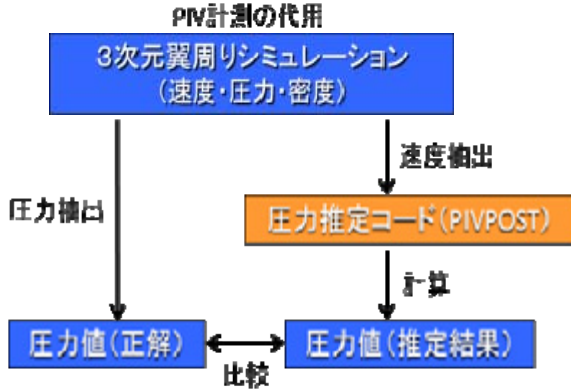 PIV計測の代用
3次元翼周りシミュレーション
(速度・圧力・密度)
速度抽出
圧力抽出
圧力推定コード(PIVPOST)
計算
圧力値(正解)
圧力値(推定結果)
比較